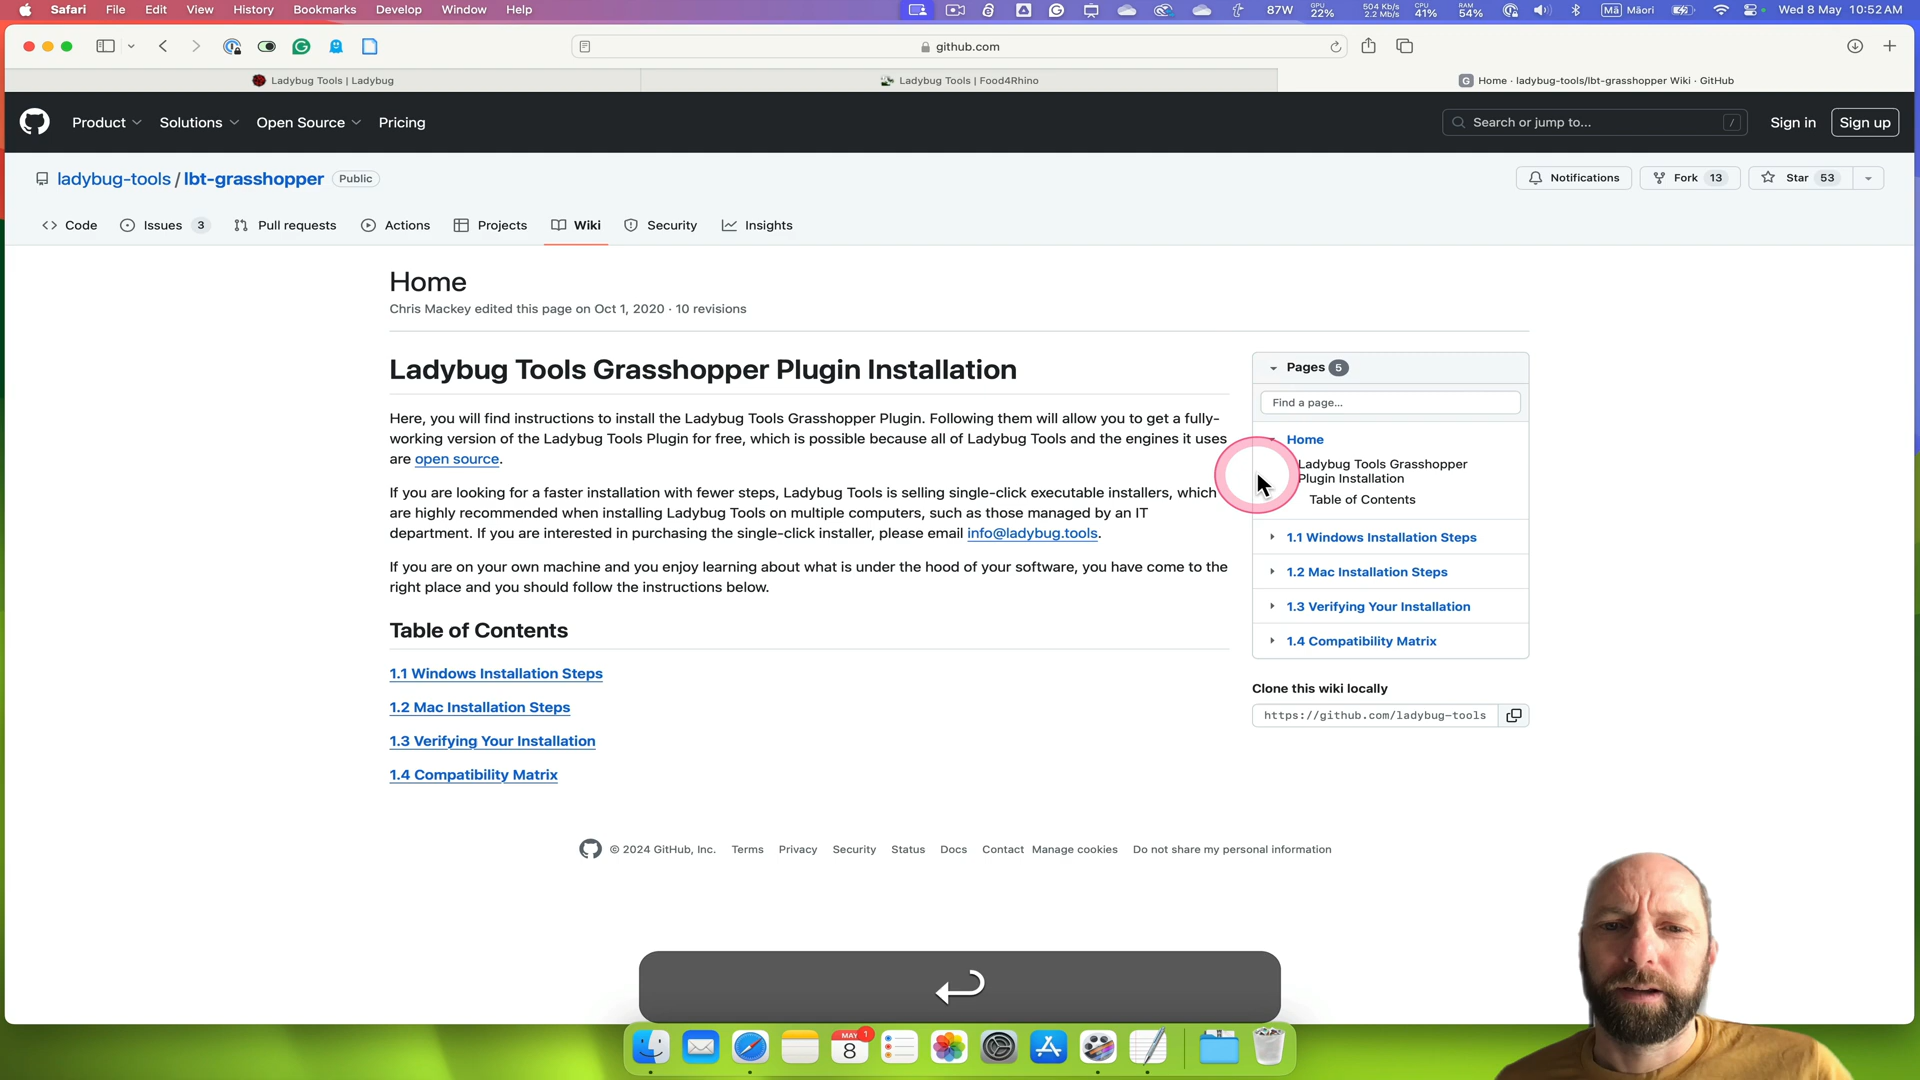 Safari File Edit View History Bookmarks Develop Window Help 87W GPU 22% 504 Kb/s 2.2 Mb/s CPU 41% RAM 54% Mā Māori Wed 8 May 10:52 AM
github.com
Ladybug Tools | Ladybug
Ladybug Tools | Food4Rhino
G Home · ladybug-tools/lbt-grasshopper Wiki · GitHub
Product Solutions Open Source Pricing Search or jump to... / Sign in Sign up
ladybug-tools / lbt-grasshopper Public Notifications Fork 13 Star 53
Code Issues 3 Pull requests Actions Projects Wiki Security Insights
Home
Chris Mackey edited this page on Oct 1, 2020 · 10 revisions
Ladybug Tools Grasshopper Plugin Installation
Here, you will find instructions to install the Ladybug Tools Grasshopper Plugin. Following them will allow you to get a fully-
working version of the Ladybug Tools Plugin for free, which is possible because all of Ladybug Tools and the engines it uses
are open source.
If you are looking for a faster installation with fewer steps, Ladybug Tools is selling single-click executable installers, which
are highly recommended when installing Ladybug Tools on multiple computers, such as those managed by an IT
department. If you are interested in purchasing the single-click installer, please email info@ladybug.tools.
If you are on your own machine and you enjoy learning about what is under the hood of your software, you have come to the
right place and you should follow the instructions below.
Table of Contents
1.1 Windows Installation Steps
1.2 Mac Installation Steps
1.3 Verifying Your Installation
1.4 Compatibility Matrix
Pages 5
Find a page...
Home
Ladybug Tools Grasshopper
Plugin Installation
Table of Contents
1.1 Windows Installation Steps
1.2 Mac Installation Steps
1.3 Verifying Your Installation
1.4 Compatibility Matrix
Clone this wiki locally
https://github.com/ladybug-tools
© 2024 GitHub, Inc. Terms Privacy Security Status Docs Contact Manage cookies Do not share my personal information
MAY 1
8